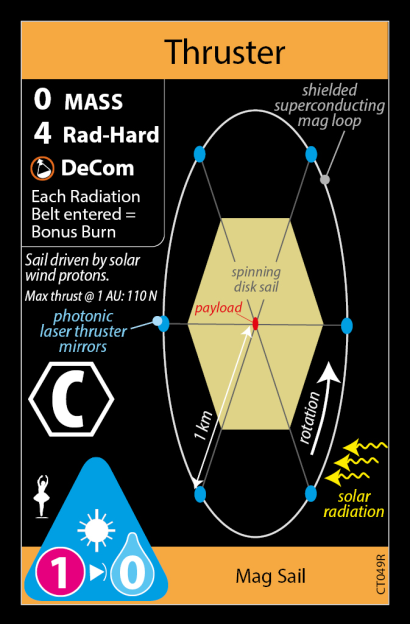 Thruster
0 MASS
4 Rad-Hard
DeCom
Each Radiation
Belt entered =
Bonus Burn
Sail driven by solar
wind protons.
Max thrust @ 1 AU: 110 N
shielded
superconducting
mag loop
spinning
disk sail
payload
photonic
laser thruster
mirrors
1 km
rotation
C
solar
radiation
1 0
Mag Sail
CT049R